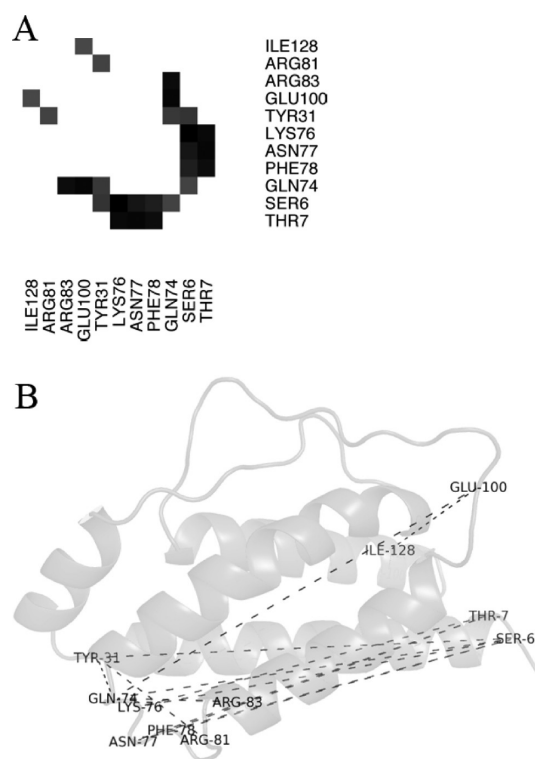 A
ILE128
ARG81
ARG83
GLU100
TYR31
LYS76
ASN77
PHE78
GLN74
SER6
THR7
ILE128
ARG81
ARG83
GLU100
TYR31
LYS76
ASN77
PHE78
GLN74
SER6
THR7
B
GLU-100
ILE-128
THR-7
SER-6
TYR-31
GLN-74
LYS-76
ARG-83
PHE-78
ASN-77
ARG-81